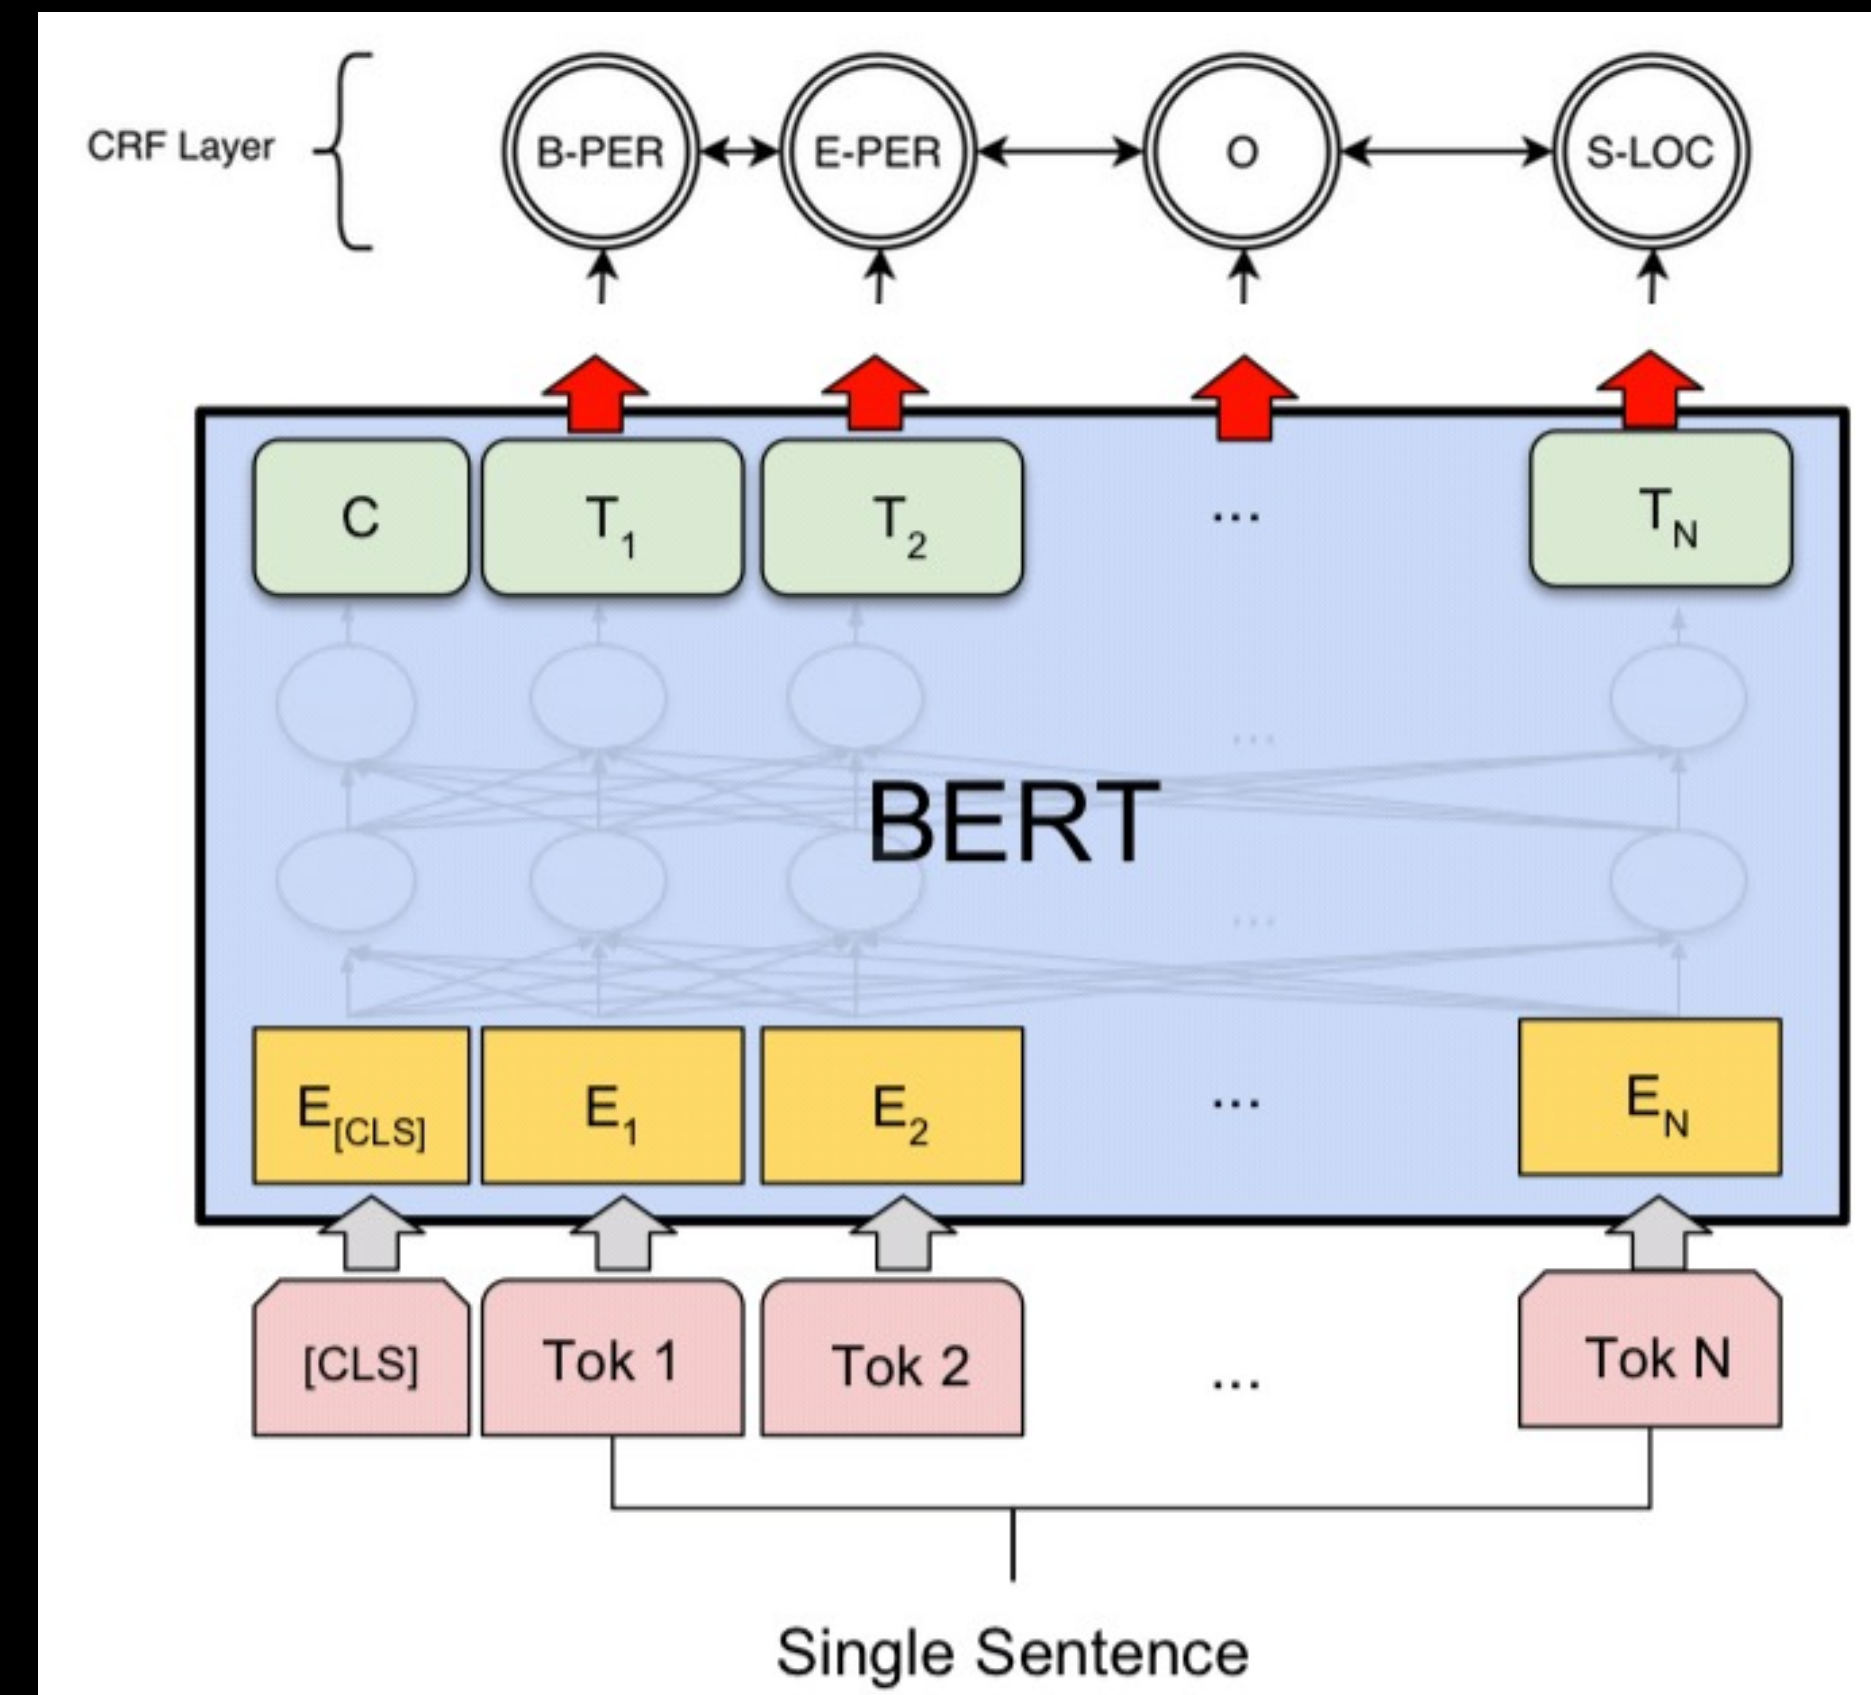 CRF Layer B-PER E-PER O S-LOC
C T1 T2 ... TN
...
BERT
...
E[CLS] E1 E2 ... EN
[CLS] Tok 1 Tok 2 ... Tok N
Single Sentence